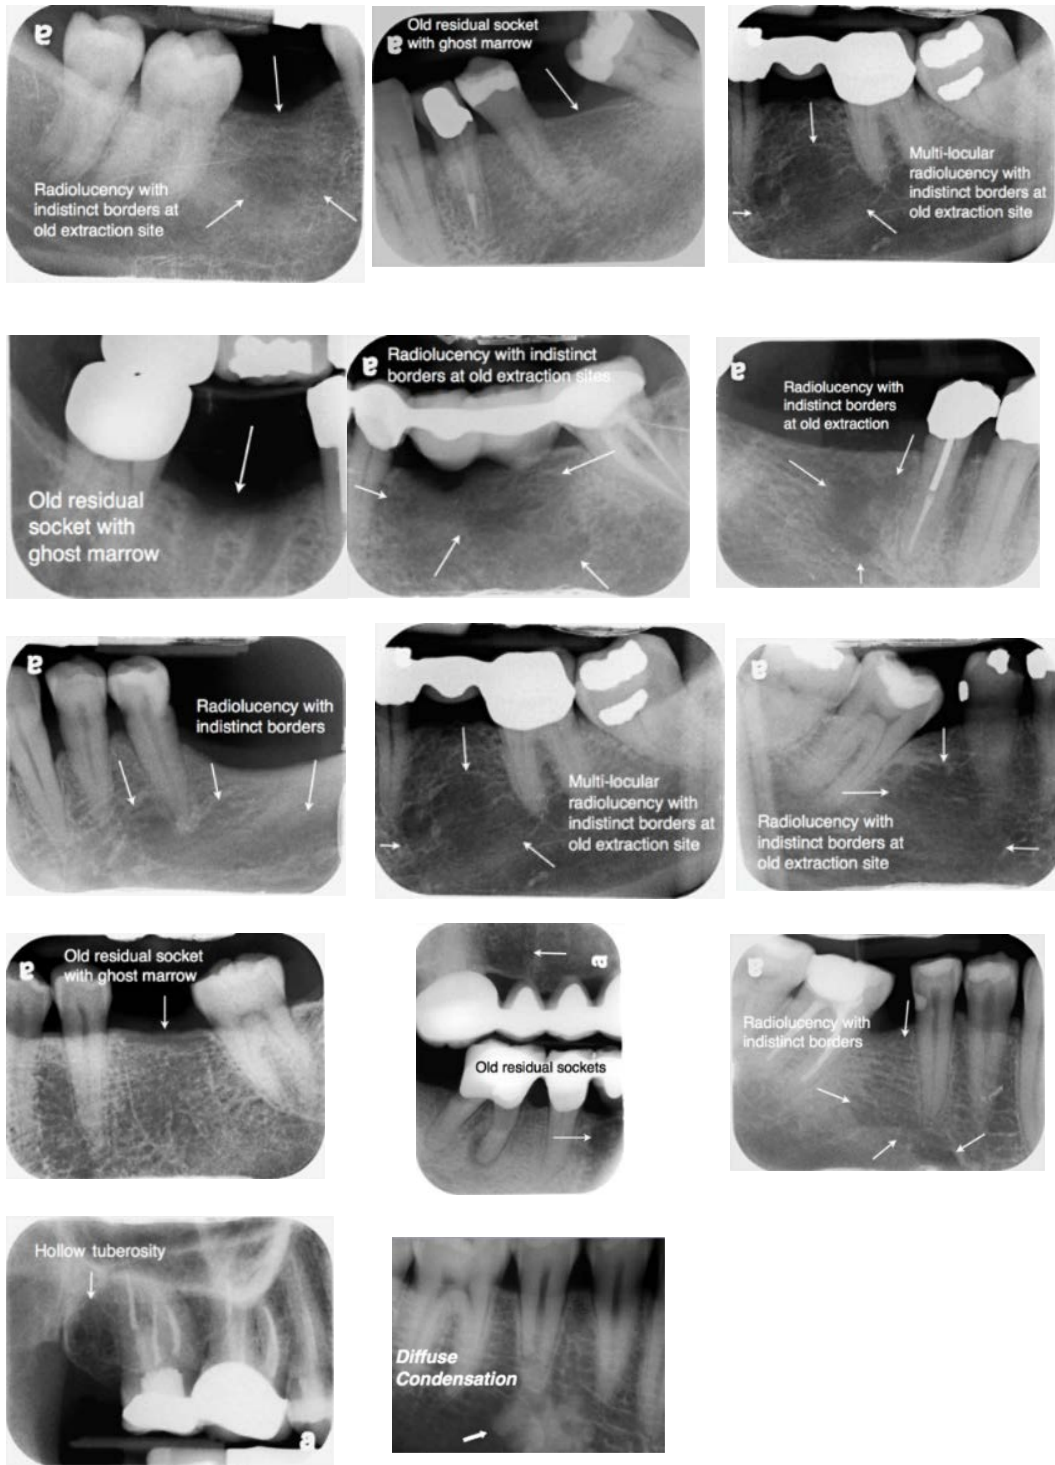 a
Radiolucency with
indistinct borders at
old extraction site
Old residual socket
with ghost marrow
a
Multi-locular
radiolucency with
indistinct borders at
old extraction site
Old residual
socket with
ghost marrow
a
Radiolucency with indistinct
borders at old extraction sites
a
Radiolucency with
indistinct borders
at old extraction
a
Radiolucency with
indistinct borders
Multi-locular
radiolucency with
indistinct borders at
old extraction site
a
Radiolucency with
indistinct borders at
old extraction site
a
Old residual socket
with ghost marrow
a
Old residual sockets
a
Radiolucency with
indistinct borders
Hollow tuberosity
a
Diffuse
Condensation